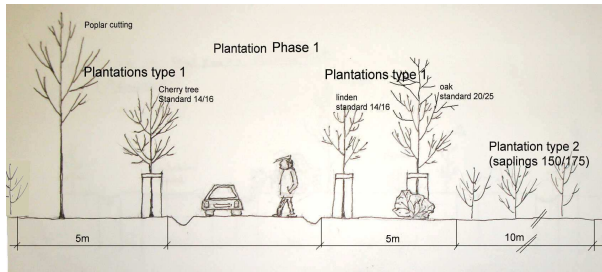 Poplar cutting
Plantation Phase 1
Plantations type 1
Cherry tree
Standard 14/16
Plantations type 1
linden
standard 14/16
oak
standard 20/25
Plantation type 2
(saplings 150/175)
5m
5m
10m